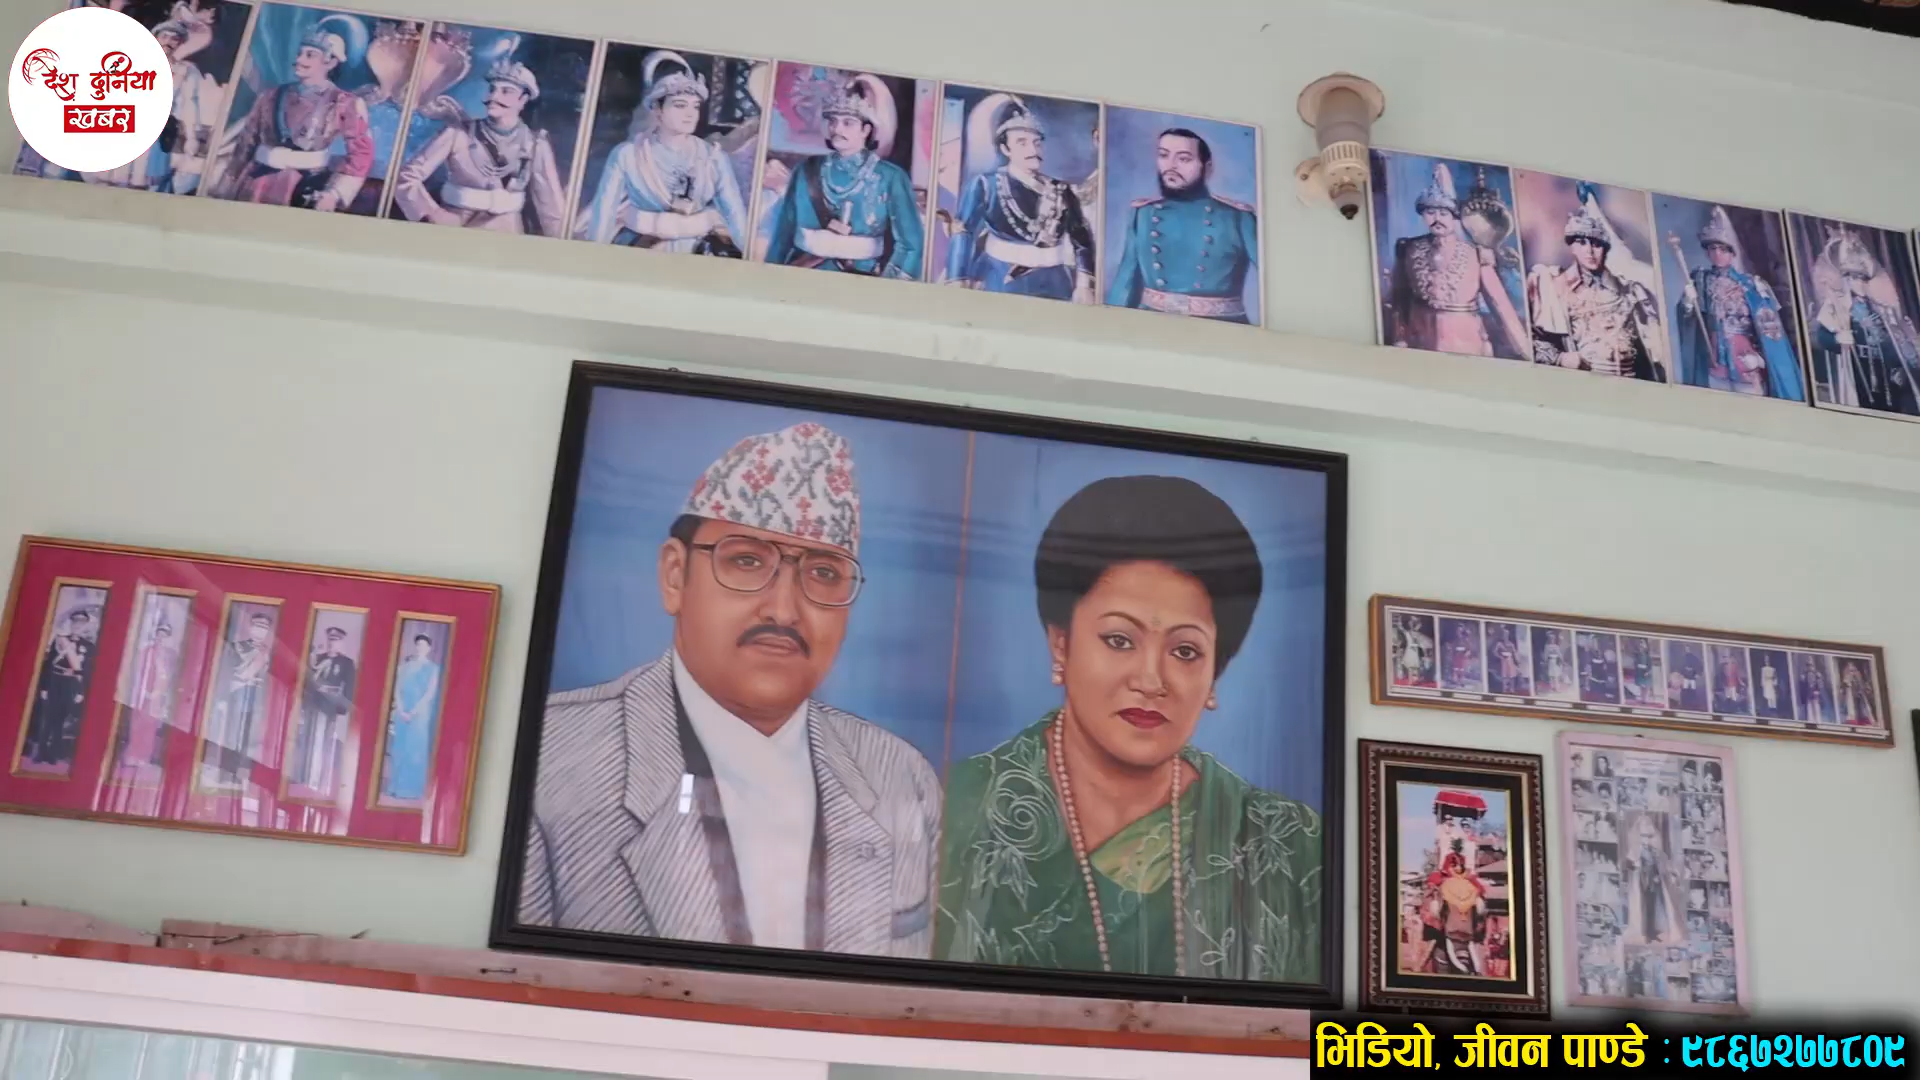 देश दुनिया
खबर
भिडियो, जीवन पाण्डे : ९८६७२७७८०९